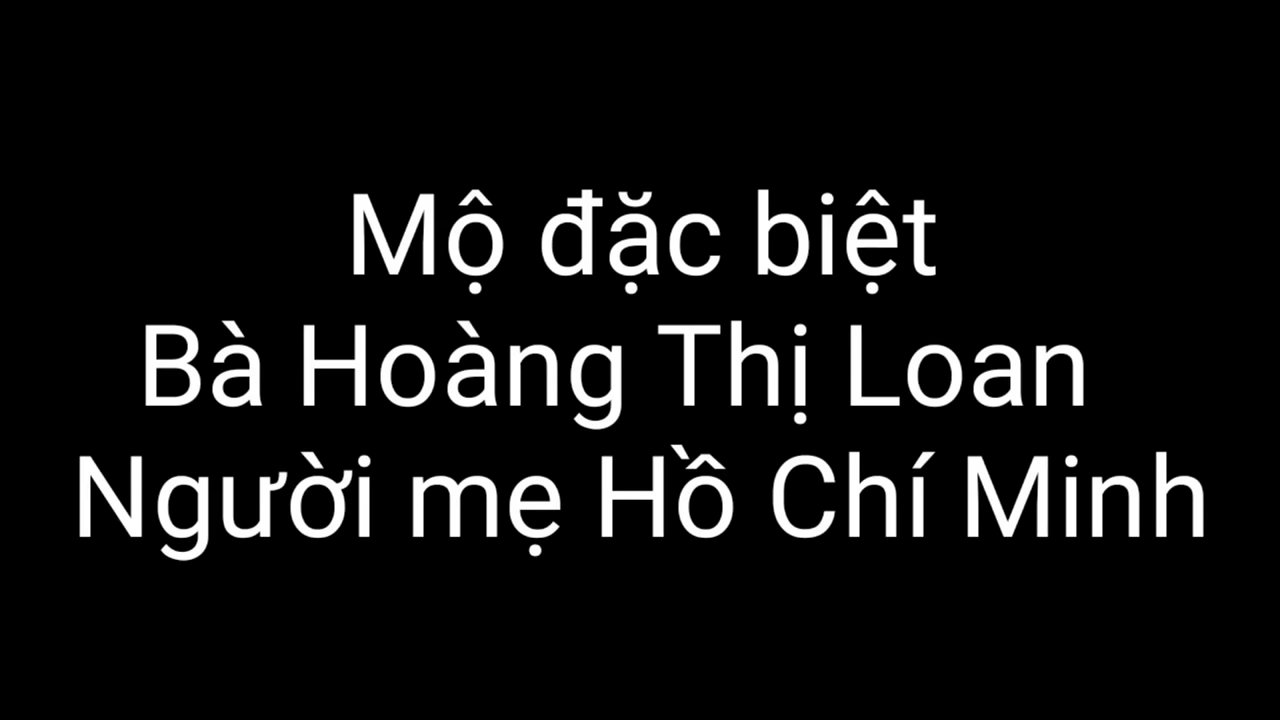 Mộ đặc biệt
Bà Hoàng Thị Loan
Người mẹ Hồ Chí Minh